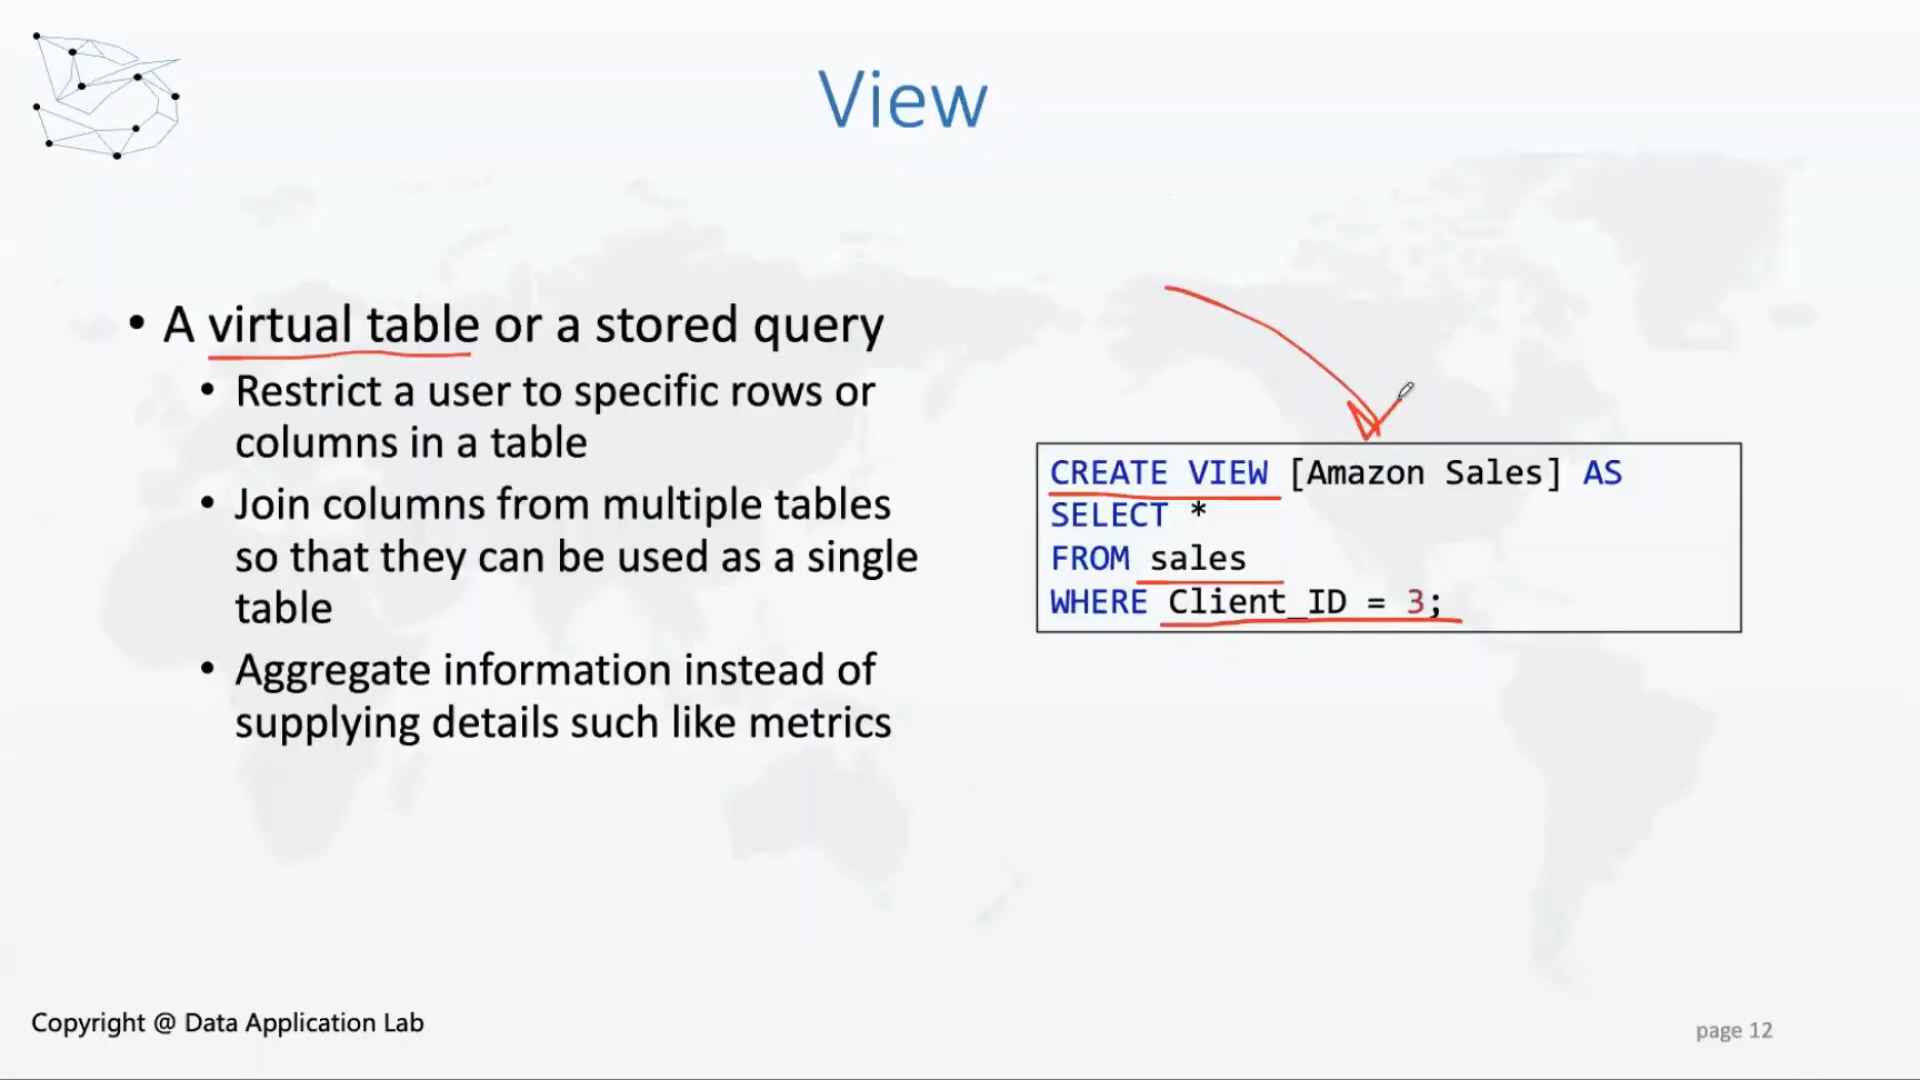 View
• A virtual table or a stored query
• Restrict a user to specific rows or
columns in a table
• Join columns from multiple tables
so that they can be used as a single
table
• Aggregate information instead of
supplying details such like metrics
CREATE VIEW [Amazon Sales] AS
SELECT *
FROM sales
WHERE Client_ID = 3;
Copyright @ Data Application Lab
page 12